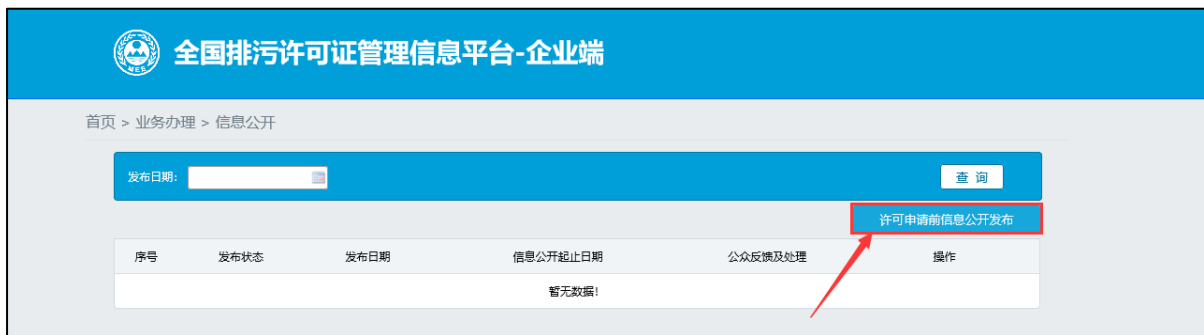 MEE
全国排污许可证管理信息平台-企业端
首页 > 业务办理 > 信息公开
发布日期: 查 询
许可申请前信息公开发布
序号 发布状态 发布日期 信息公开起止日期 公众反馈及处理 操作
暂无数据!